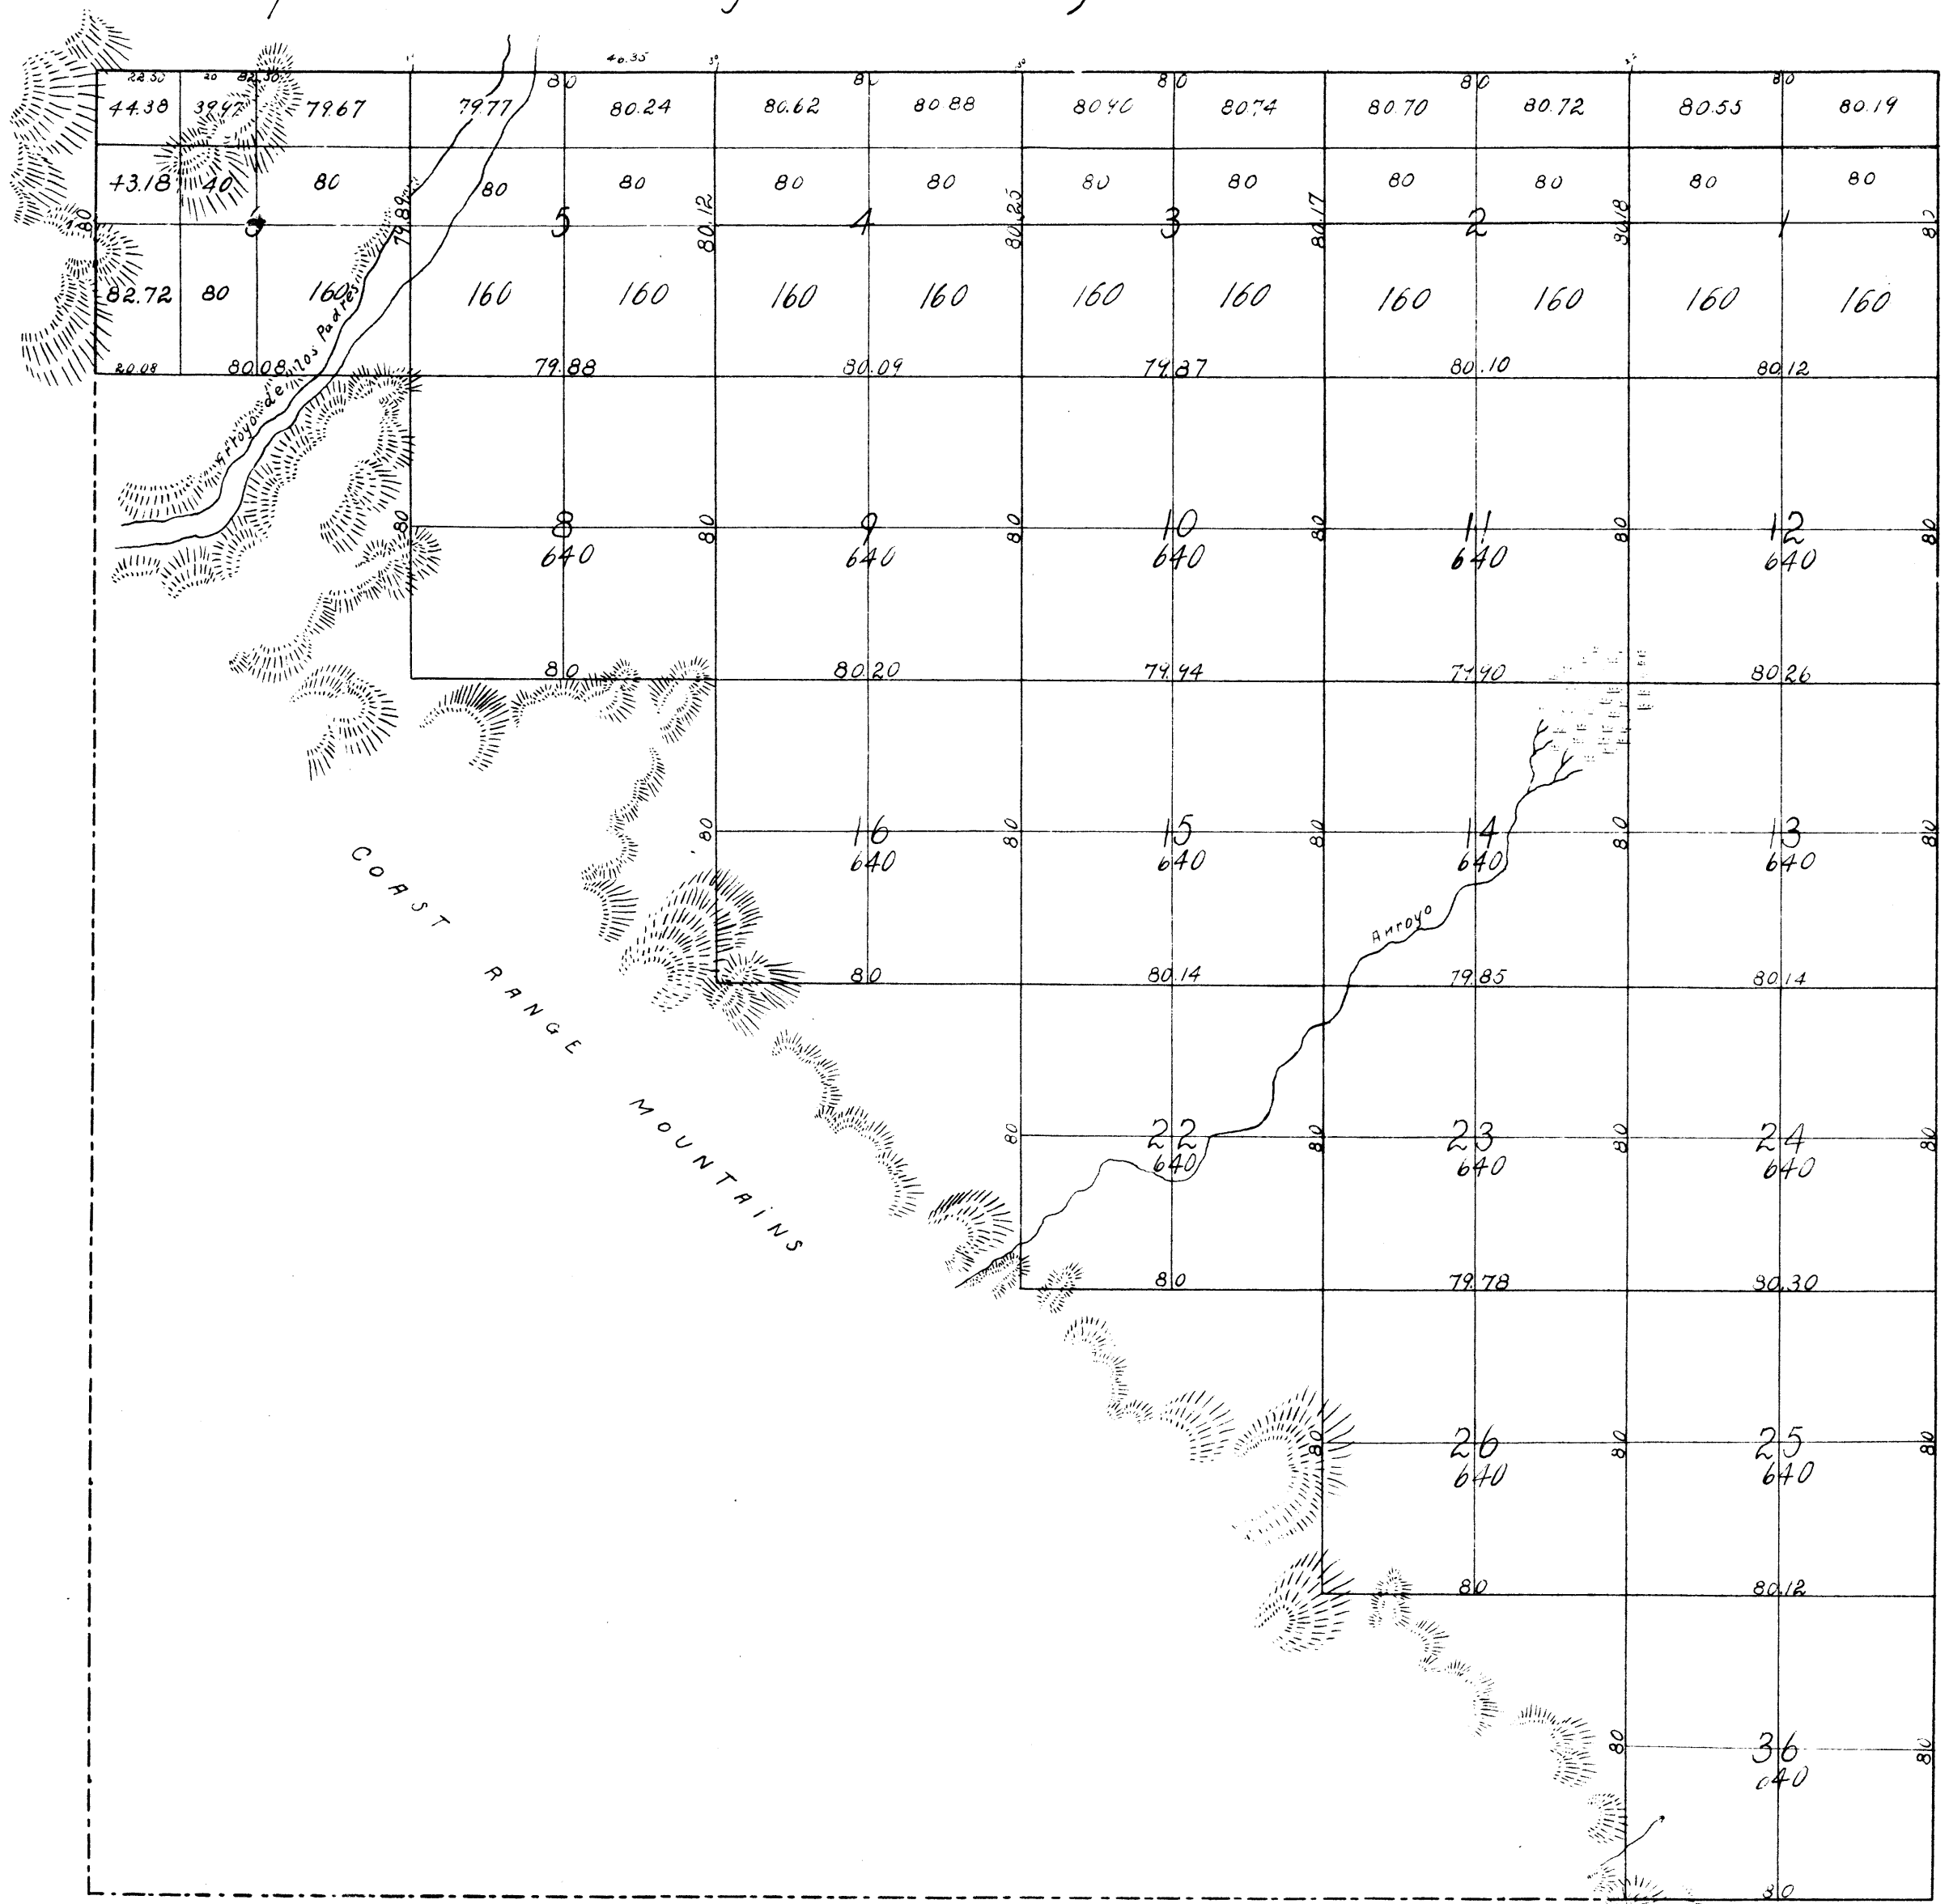 40.35
22.50 20 82.50 80 80 80 80
44.38 39.97 79.67 79.77 80.24 80.62 80.88 80.40 80.74 80.70 80.72 80.55 80.19
43.18 40 80 80 80 80 80 80 80 80 80 80 80
80 79.89 5 80.12 4 80.25 3 80.17 2 80.18 1 80
82.72 80 160 160 160 160 160 160 160 160 160 160 160
20.08 80.08 79.88 80.09 79.87 80.10 80.12
Arroyo de los Padres
80 8 80 9 80 10 80 11 80 12 80
640 640 640 640 640
80 80.20 79.94 79.90 80.26
80 16 80 15 80 14 80 13 80
640 640 640 640
Arroyo
80 80.14 79.85 80.14
COAST RANGE MOUNTAINS
80 22 80 23 80 24 80
640 640 640
80 79.78 80.30
80 26 80 25 80
640 640
80 80.12
80 36 80
640
80